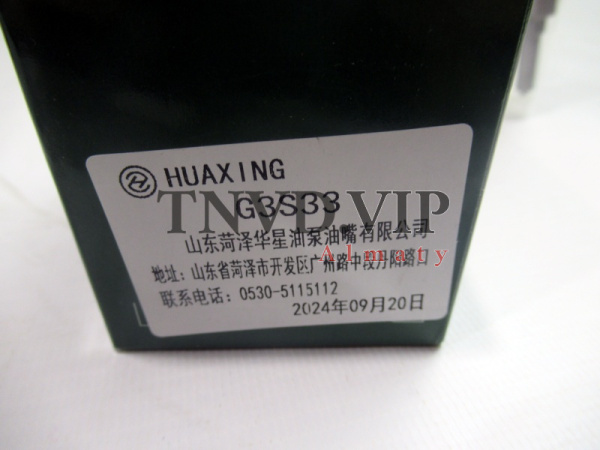 HUAXING
G3S33
TNVD VIP
山东菏泽华星油泵油嘴有限公司
Almaty
地址: 山东省菏泽市开发区广州路中段丹阳路口
联系电话: 0530-5115112
2024年09月20日